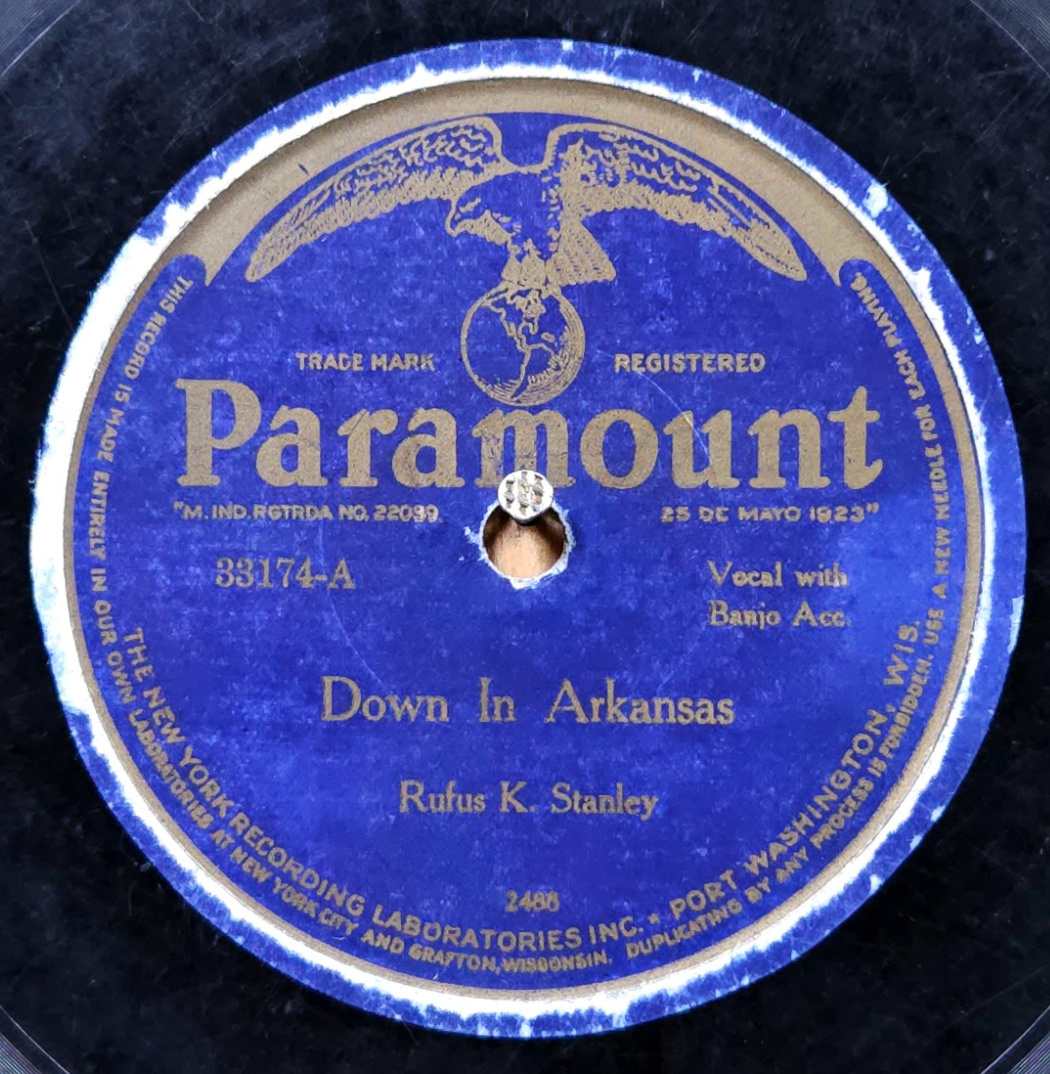 TRADE MARK REGISTERED
Paramount
"M. IND. RGTRDA NO. 22099. 25 DE MAYO 1923"
33174-A
Vocal with
Banjo Acc.
Down In Arkansas
Rufus K. Stanley
2486
THE NEW YORK RECORDING LABORATORIES INC. * PORT WASHINGTON, WIS.
THIS RECORD IS MADE ENTIRELY IN OUR OWN LABORATORIES AT NEW YORK CITY AND GRAFTON, WISCONSIN. DUPLICATING BY ANY PROCESS IS FORBIDDEN. USE A NEW NEEDLE FOR EACH PLAYING.